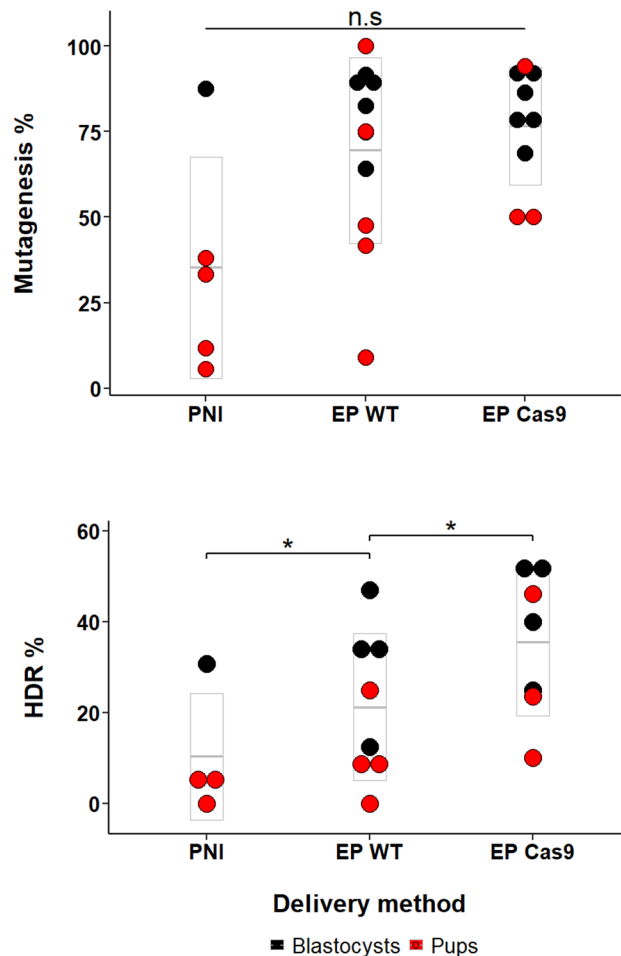 n.s
Mutagenesis %
100
75
50
25
0
PNI EP WT EP Cas9
HDR %
60
40
20
0
* *
PNI EP WT EP Cas9
Delivery method
Blastocysts Pups